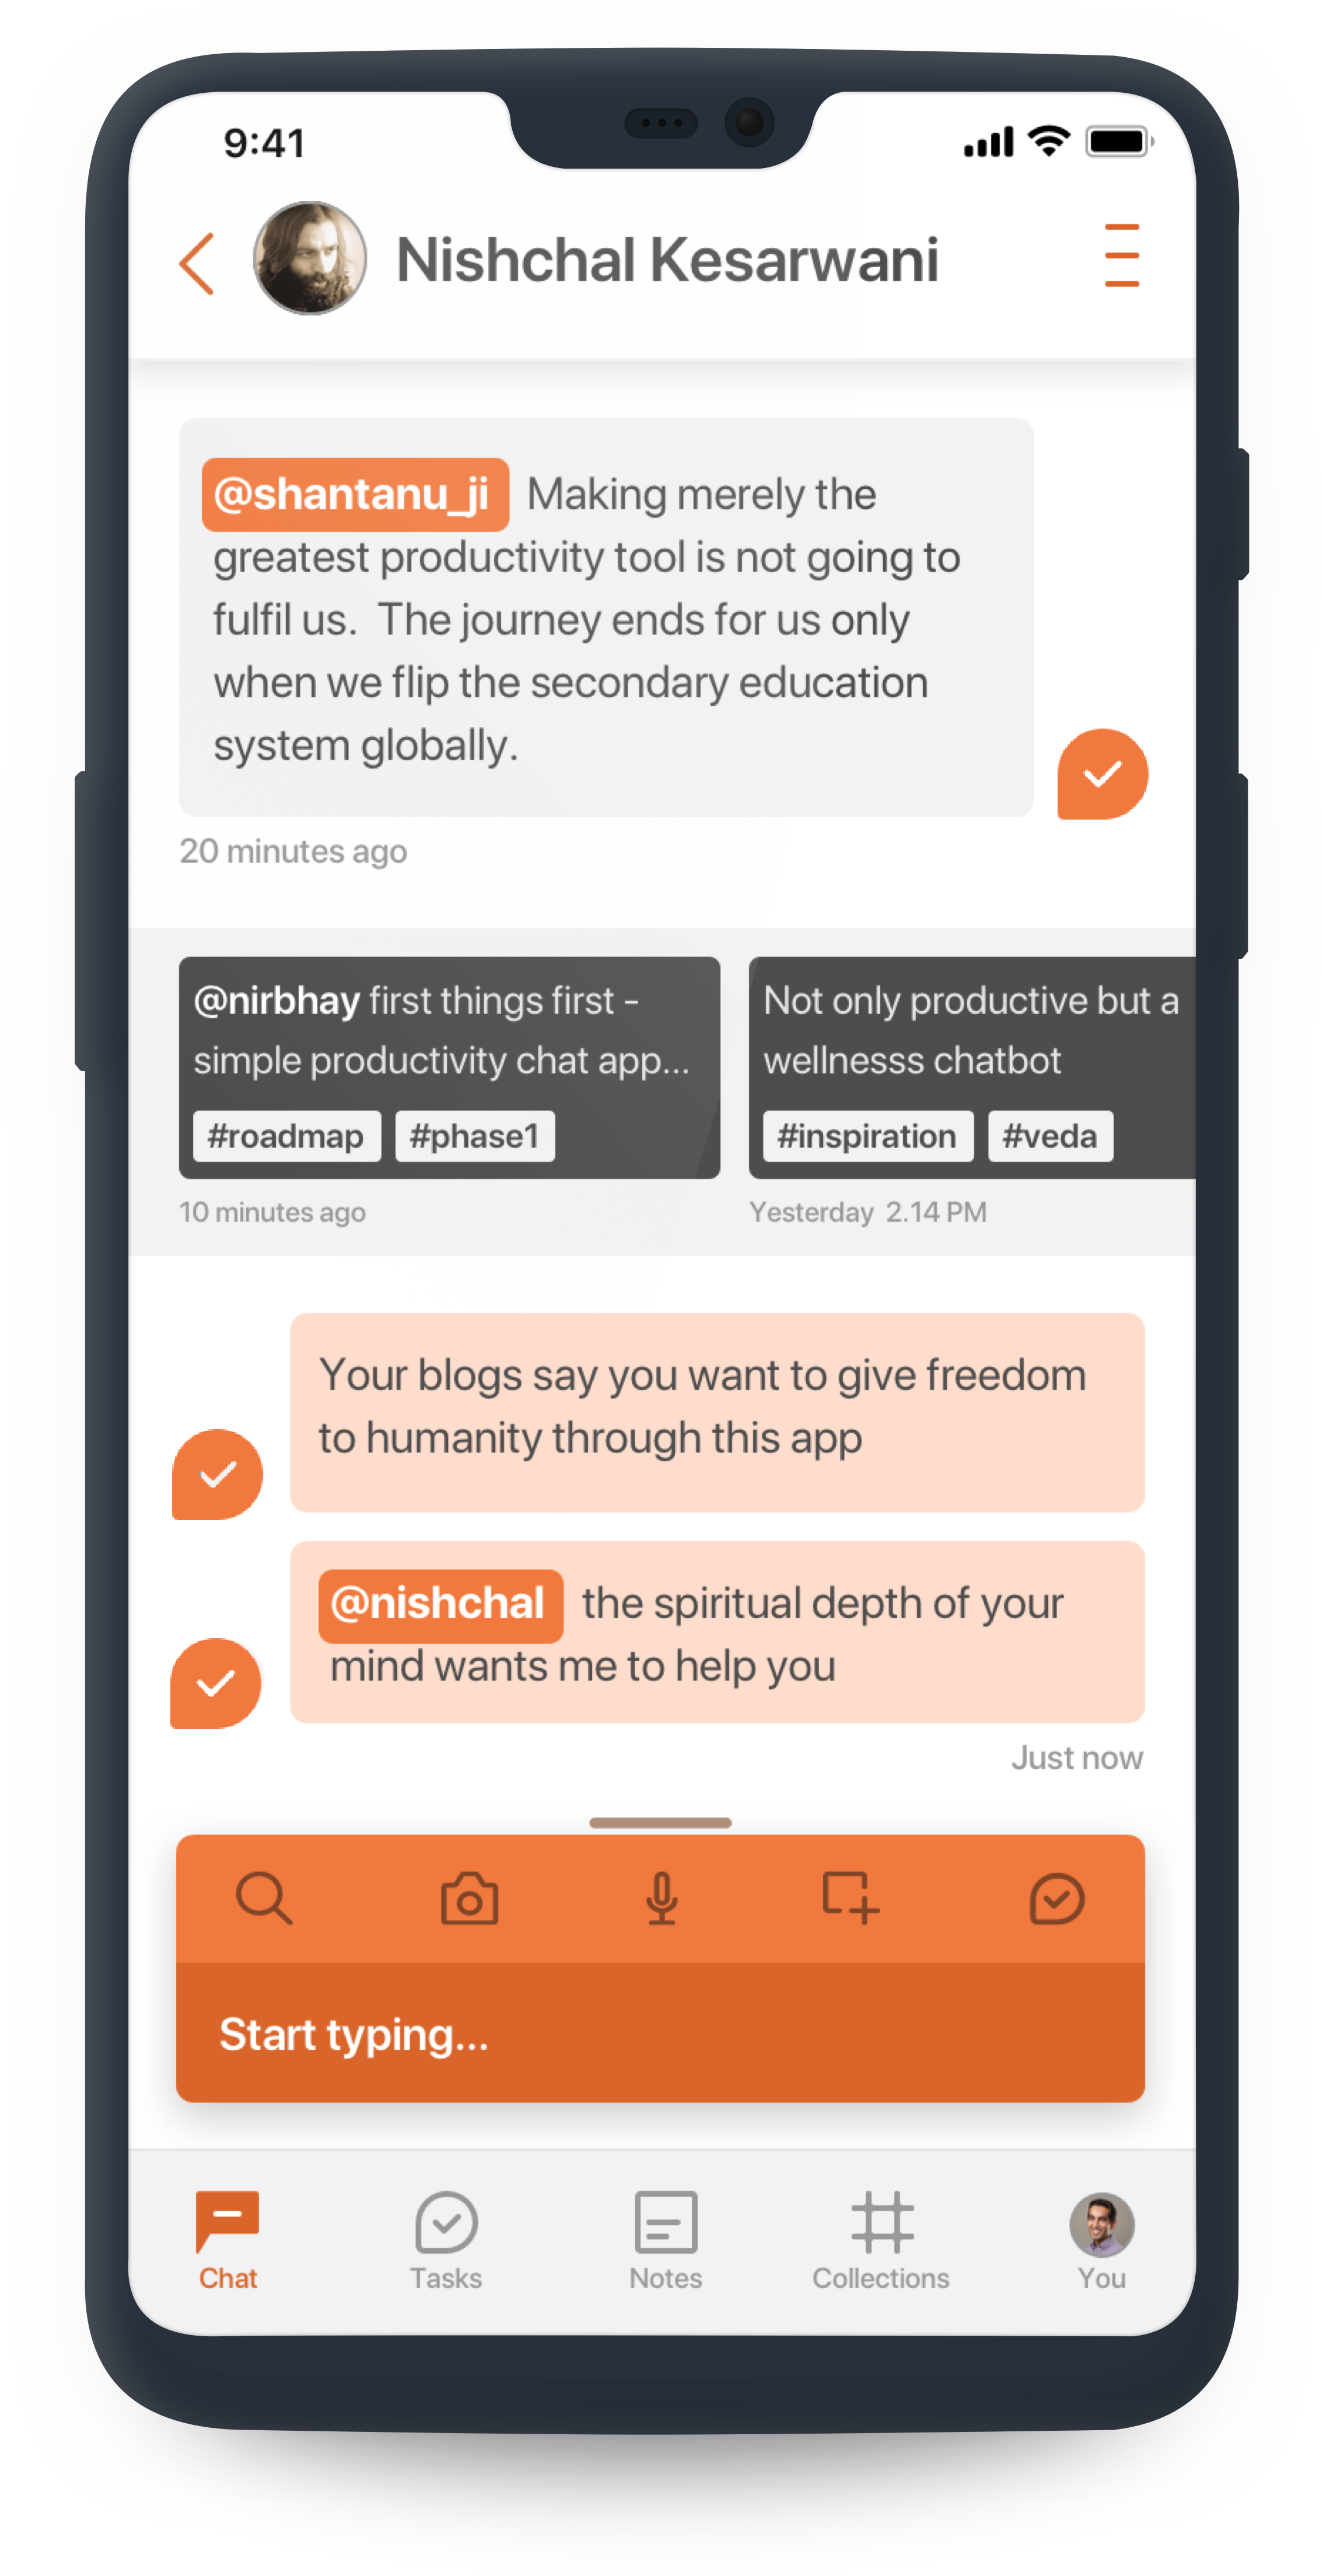 9:41
Nishchal Kesarwani
@shantanu_ji Making merely the
greatest productivity tool is not going to
fulfil us. The journey ends for us only
when we flip the secondary education
system globally.
20 minutes ago
@nirbhay first things first -
simple productivity chat app...
#roadmap #phase1
10 minutes ago
Not only productive but a
wellnesss chatbot
#inspiration #veda
Yesterday 2.14 PM
Your blogs say you want to give freedom
to humanity through this app
@nishchal the spiritual depth of your
mind wants me to help you
Just now
Start typing...
Chat
Tasks
Notes
Collections
You